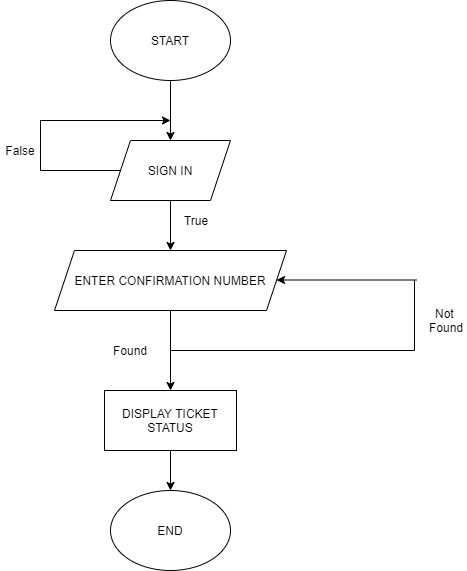 START
False
SIGN IN
True
ENTER CONFIRMATION NUMBER
Not
Found
Found
DISPLAY TICKET
STATUS
END